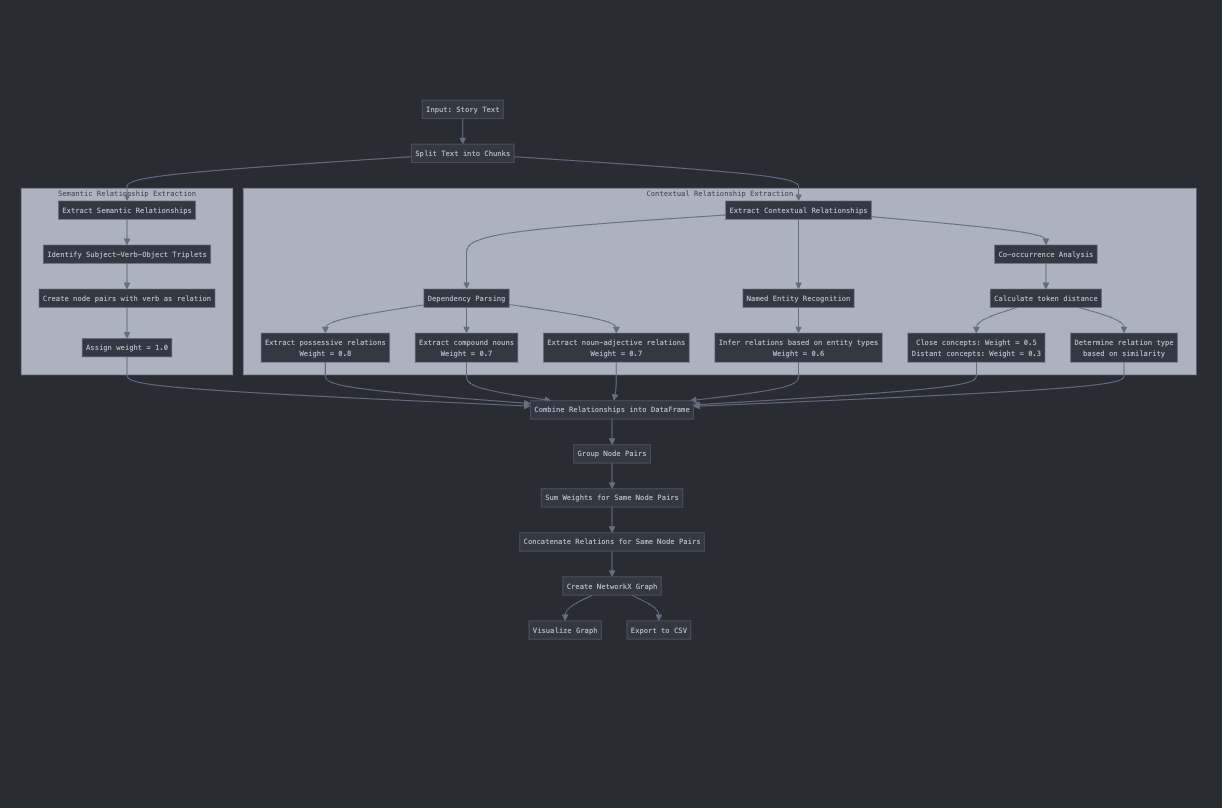 Input: Story Text
Split Text into Chunks
Semantic Relationship Extraction
Contextual Relationship Extraction
Extract Semantic Relationships
Extract Contextual Relationships
Identify Subject-Verb-Object Triplets
Co-occurrence Analysis
Create node pairs with verb as relation
Dependency Parsing
Named Entity Recognition
Calculate token distance
Assign weight = 1.0
Extract possessive relations
Weight = 0.8
Extract compound nouns
Weight = 0.7
Extract noun-adjective relations
Weight = 0.7
Infer relations based on entity types
Weight = 0.6
Close concepts: Weight = 0.5
Distant concepts: Weight = 0.3
Determine relation type
based on similarity
Combine Relationships into DataFrame
Group Node Pairs
Sum Weights for Same Node Pairs
Concatenate Relations for Same Node Pairs
Create NetworkX Graph
Visualize Graph
Export to CSV